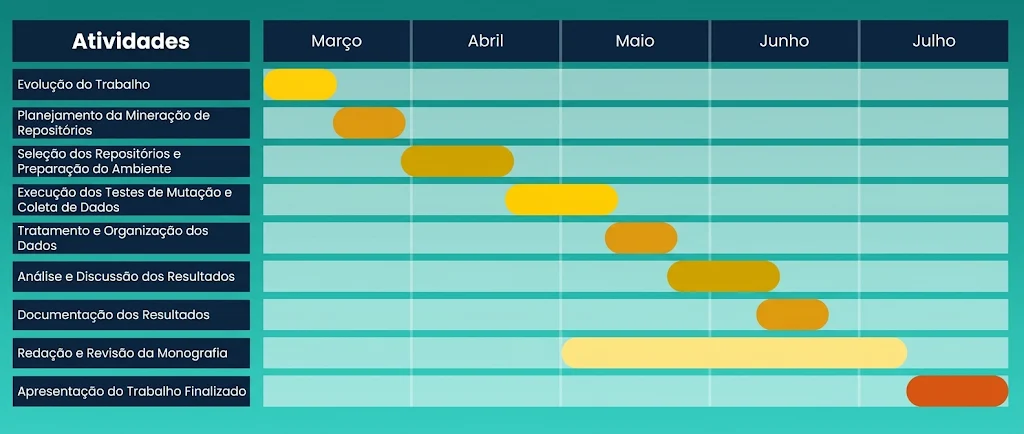 Atividades
Março
Abril
Maio
Junho
Julho
Evolução do Trabalho
Planejamento da Mineração de
Repositórios
Seleção dos Repositórios e
Preparação do Ambiente
Execução dos Testes de Mutação e
Coleta de Dados
Tratamento e Organização dos
Dados
Análise e Discussão dos Resultados
Documentação dos Resultados
Redação e Revisão da Monografia
Apresentação do Trabalho Finalizado